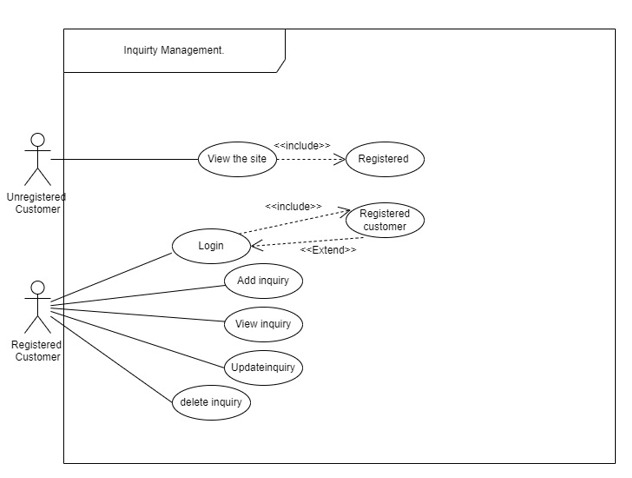 Inquirty Management.
<<include>>
View the site
Registered
Unregistered
Customer
<<include>>
Registered
customer
Login
<<Extend>>
Add inquiry
View inquiry
Registered
Customer
Updateinquiry
delete inquiry